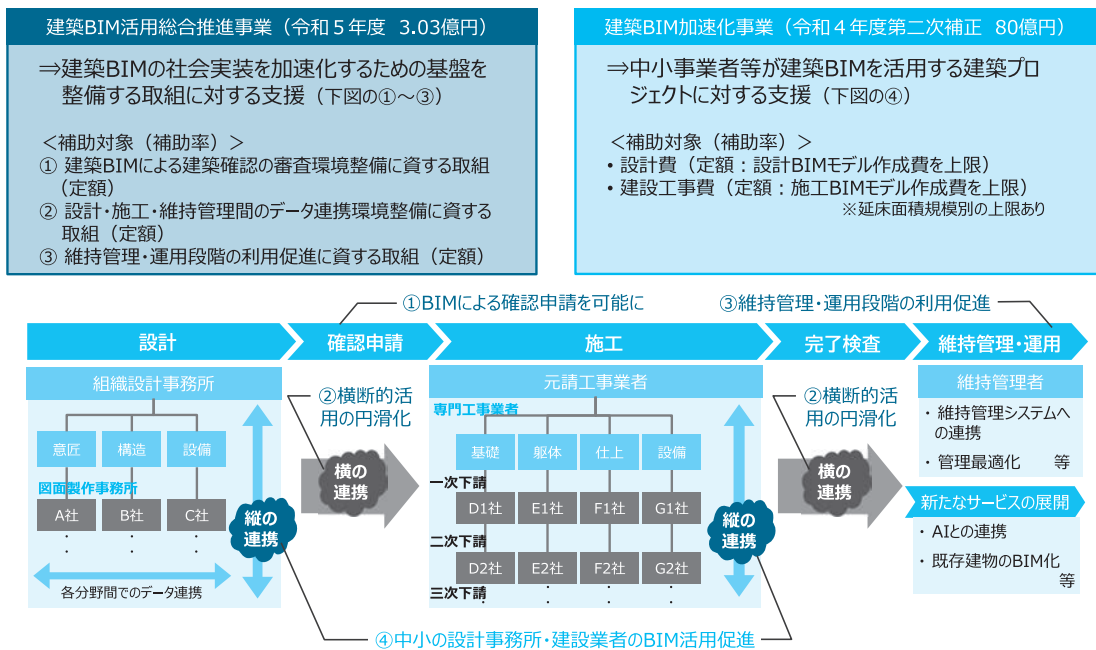 建築BIM活用総合推進事業（令和５年度 3.03億円）
⇒建築BIMの社会実装を加速化するための基盤を
整備する取組に対する支援（下図の①～③）
＜補助対象（補助率）＞
① 建築BIMによる建築確認の審査環境整備に資する取組
（定額）
② 設計・施工・維持管理間のデータ連携環境整備に資する
取組（定額）
③ 維持管理・運用段階の利用促進に資する取組（定額）
建築BIM加速化事業（令和４年度第二次補正 80億円）
⇒中小事業者等が建築BIMを活用する建築プロ
ジェクトに対する支援（下図の④）
＜補助対象（補助率）＞
・設計費（定額：設計BIMモデル作成費を上限）
・建設工事費（定額：施工BIMモデル作成費を上限）
※延床面積規模別の上限あり
①BIMによる確認申請を可能に
③維持管理・運用段階の利用促進
設計
確認申請
施工
完了検査
維持管理・運用
組織設計事務所
意匠
構造
設備
図面製作事務所
A社
B社
C社
・
・
・
・
・
・
各分野間でのデータ連携
縦の
連携
②横断的活
用の円滑化
横の
連携
元請工事業者
専門工事業者
基礎
躯体
仕上
設備
一次下請
D1社
E1社
F1社
G1社
二次下請
D2社
E2社
F2社
G2社
三次下請
・
・
・
・
・
・
・
縦の
連携
②横断的活
用の円滑化
横の
連携
維持管理者
・ 維持管理システムへ
の連携
・ 管理最適化 等
新たなサービスの展開
・ AIとの連携
・ 既存建物のBIM化
等
④中小の設計事務所・建設業者のBIM活用促進